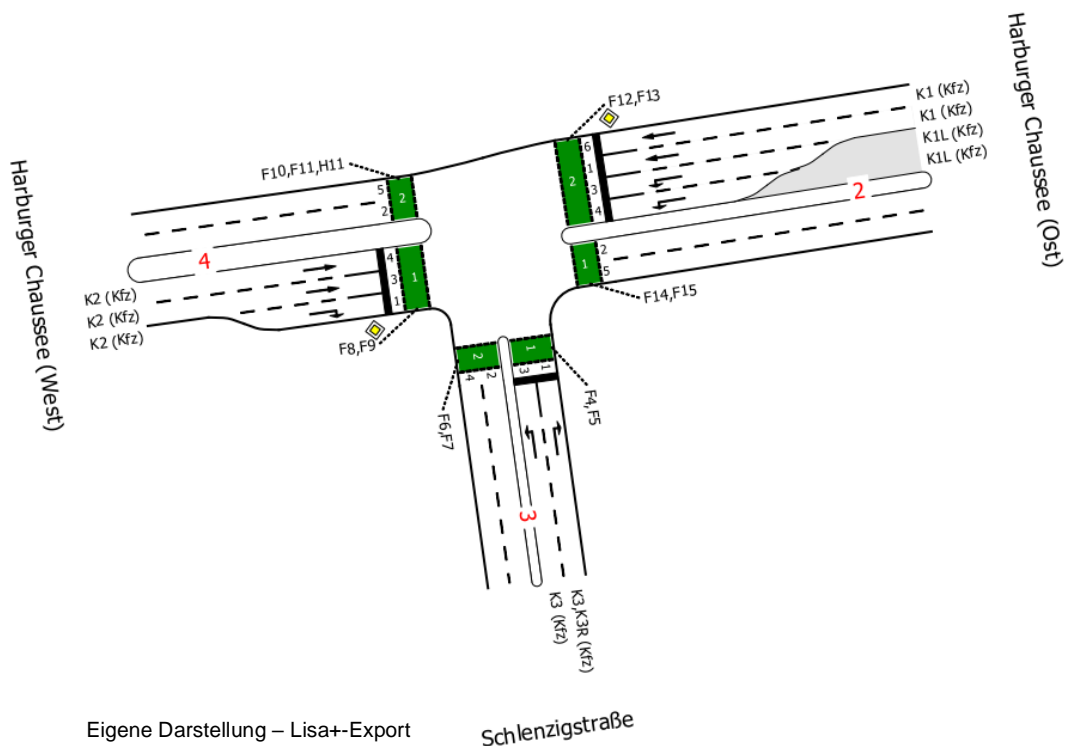 Harburger Chaussee (Ost)
F12,F13
K1 (Kfz)
K1 (Kfz)
K1L (Kfz)
K1L (Kfz)
6
1
3
4
2
2
F10,F11,H11
5
2
2
Harburger Chaussee (West)
4
4
3
1
1
1
2
5
K2 (Kfz)
K2 (Kfz)
K2 (Kfz)
F14,F15
F8,F9
2
1
4
2
3
1
F6,F7
F4,F5
3
K3 (Kfz)
K3,K3R (Kfz)
Eigene Darstellung – Lisa+-Export
Schlenzigstraße